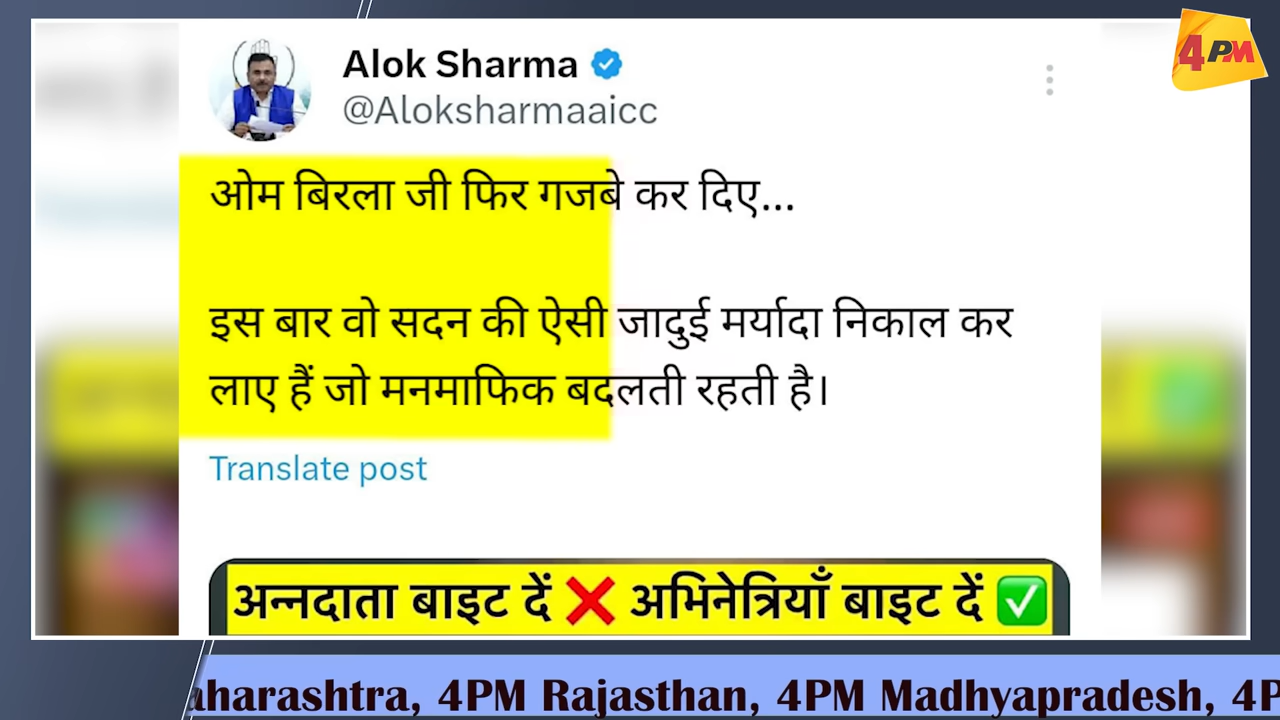 4PM
Alok Sharma
@Aloksharmaaicc
ओम बिरला जी फिर गजबे कर दिए...
इस बार वो सदन की ऐसी जादुई मर्यादा निकाल कर
लाए हैं जो मनमाफिक बदलती रहती है।
Translate post
अन्नदाता बाइट दें ❌ अभिनेत्रियाँ बाइट दें ✅
aharashtra, 4PM Rajasthan, 4PM Madhyapradesh, 4P